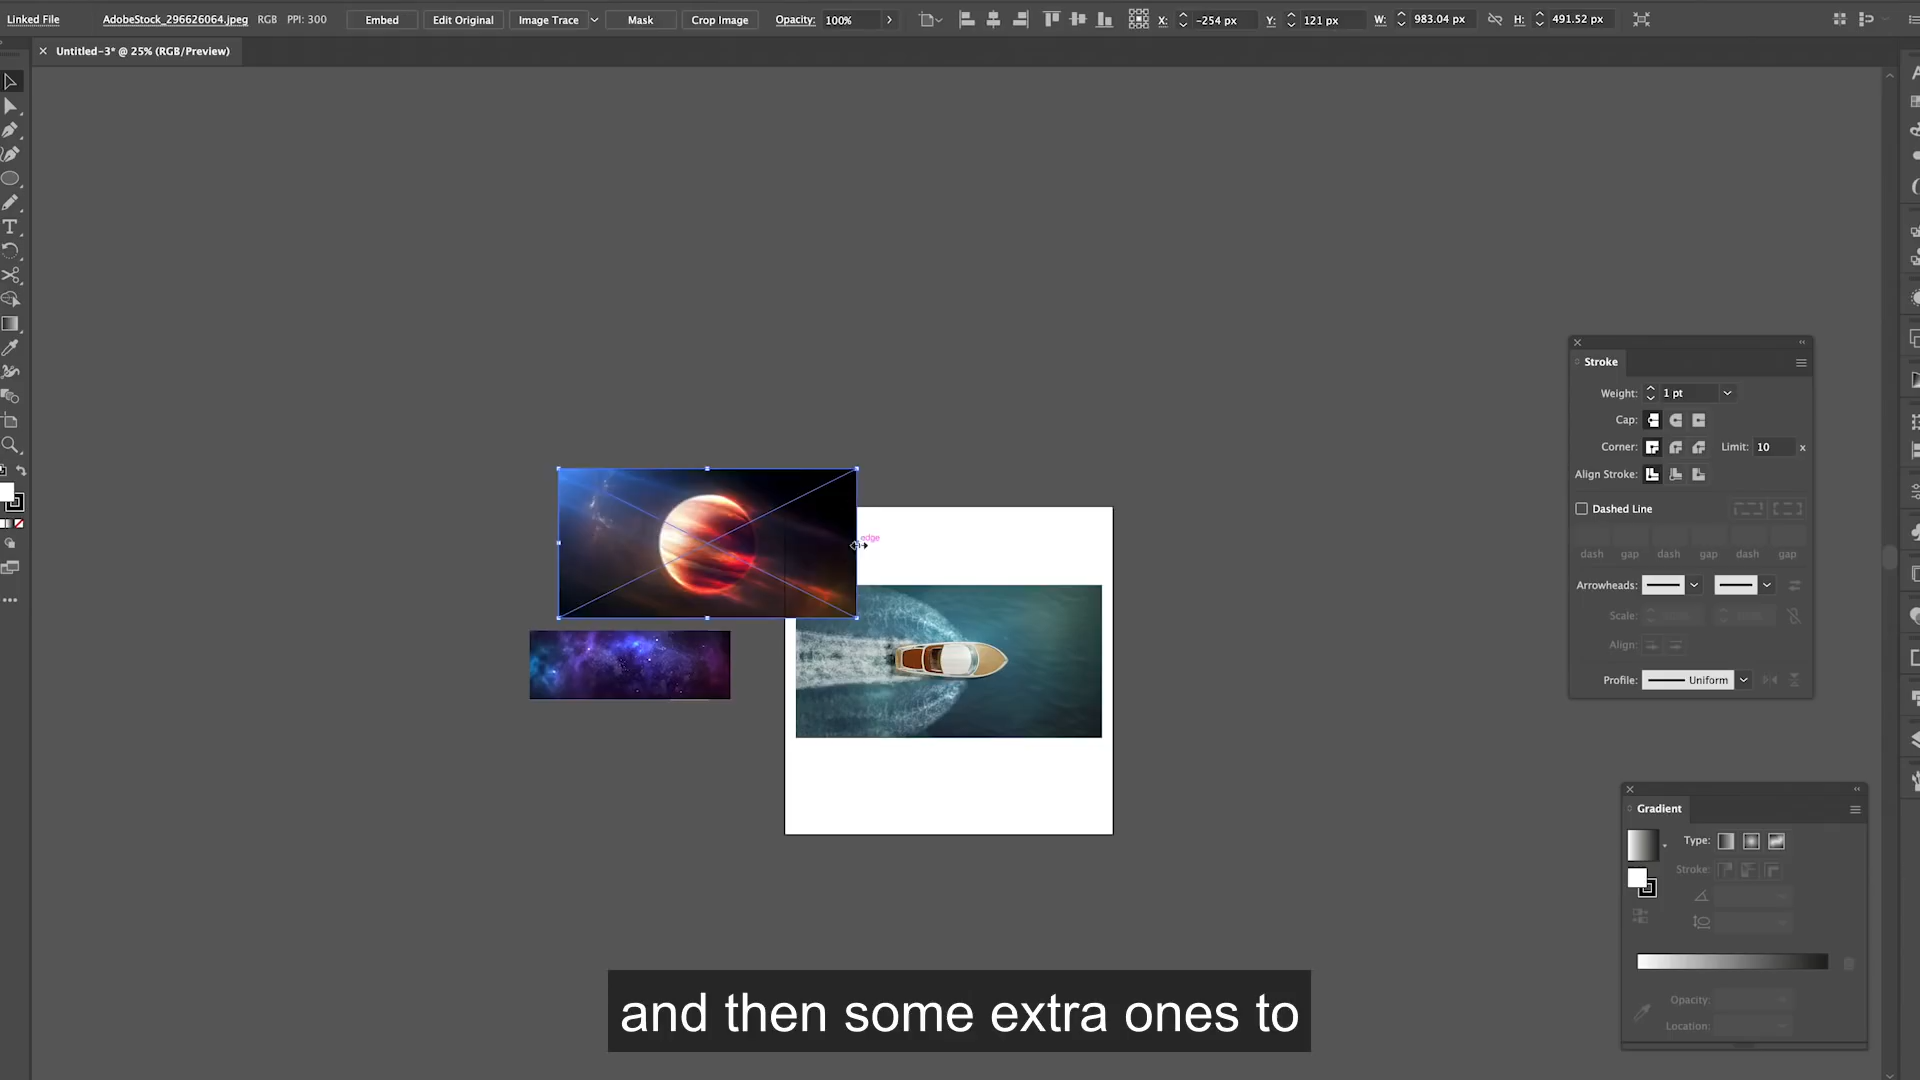 Linked File AdobeStock_296626064.jpeg RGB PPI: 300 Embed Edit Original Image Trace Mask Crop Image Opacity: 100% X: -254 px Y: 121 px W: 983.04 px H: 491.52 px
Untitled-3* @ 25% (RGB/Preview)
Stroke
Weight: 1 pt
Cap:
Corner: Limit: 10 x
Align Stroke:
Dashed Line
edge
dash gap dash gap dash gap
Arrowheads:
Scale:
Align:
Profile: Uniform
Gradient
Type:
Stroke:
Opacity:
Location:
and then some extra ones to